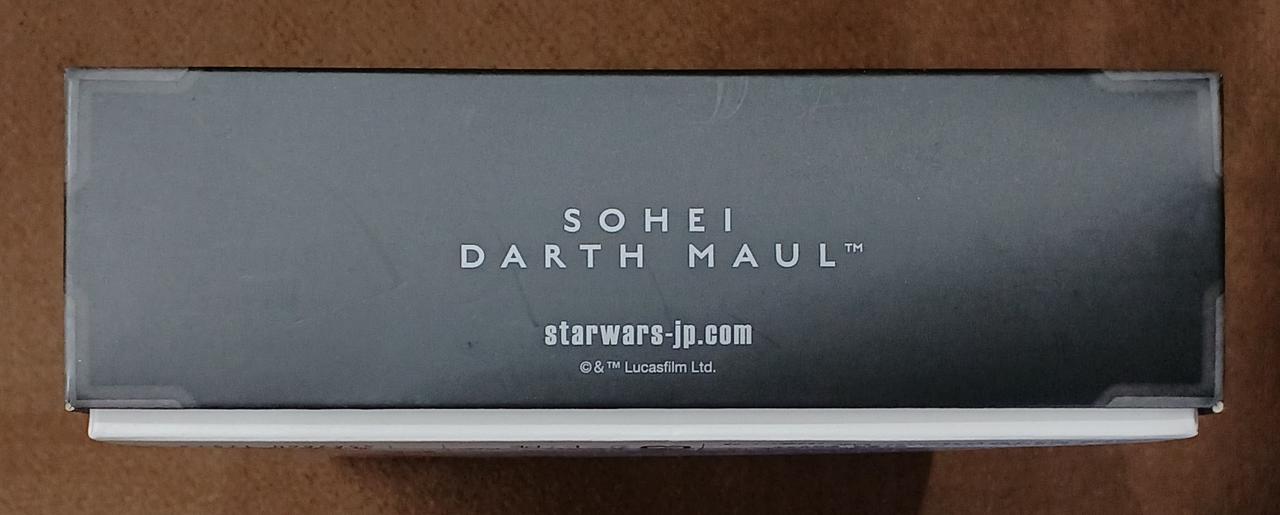 SOHEI
DARTH MAUL™
starwars-jp.com
©&™ Lucasfilm Ltd.